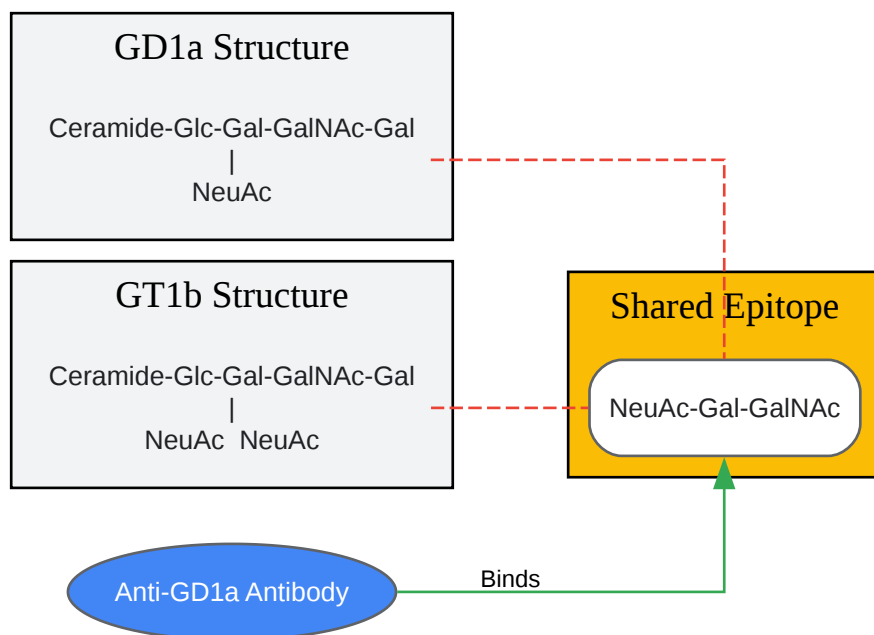 GD1a Structure
Ceramide-Glc-Gal-GalNAc-Gal
|
NeuAc
GT1b Structure
Ceramide-Glc-Gal-GalNAc-Gal
|
NeuAc  NeuAc
Shared Epitope
NeuAc-Gal-GalNAc
Anti-GD1a Antibody
Binds